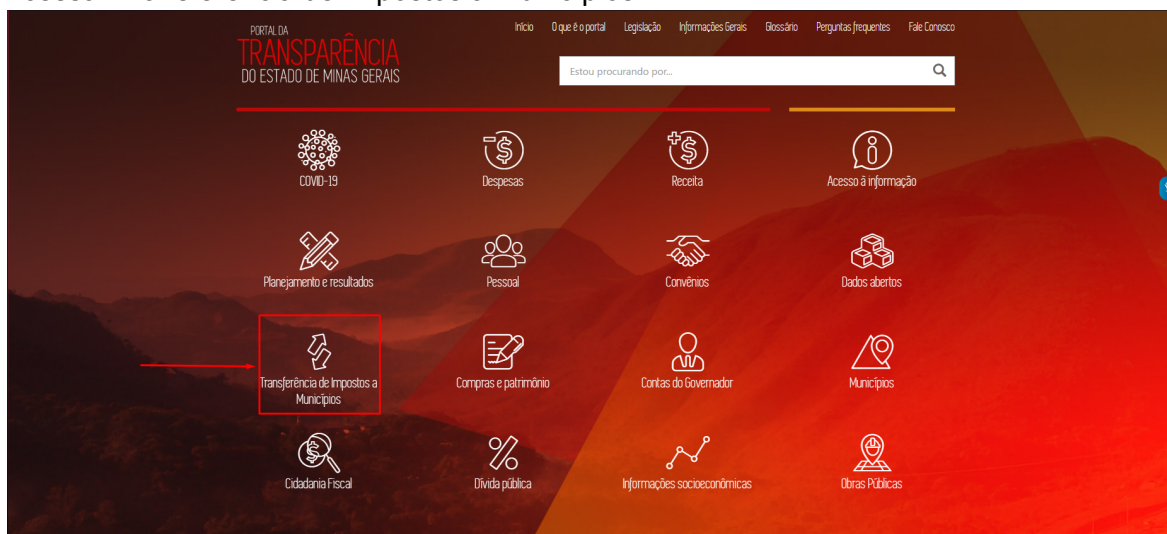 PORTAL DA
TRANSPARÊNCIA
DO ESTADO DE MINAS GERAIS
Início O que é o portal Legislação Informações Gerais Glossário Perguntas frequentes Fale Conosco
Estou procurando por...
COVID-19
Despesas
Receita
Acesso à informação
Planejamento e resultados
Pessoal
Convênios
Dados abertos
Transferência de Impostos a
Municípios
Compras e patrimônio
Contas do Governador
Municípios
Cidadania Fiscal
Dívida pública
Informações socioeconômicas
Obras Públicas